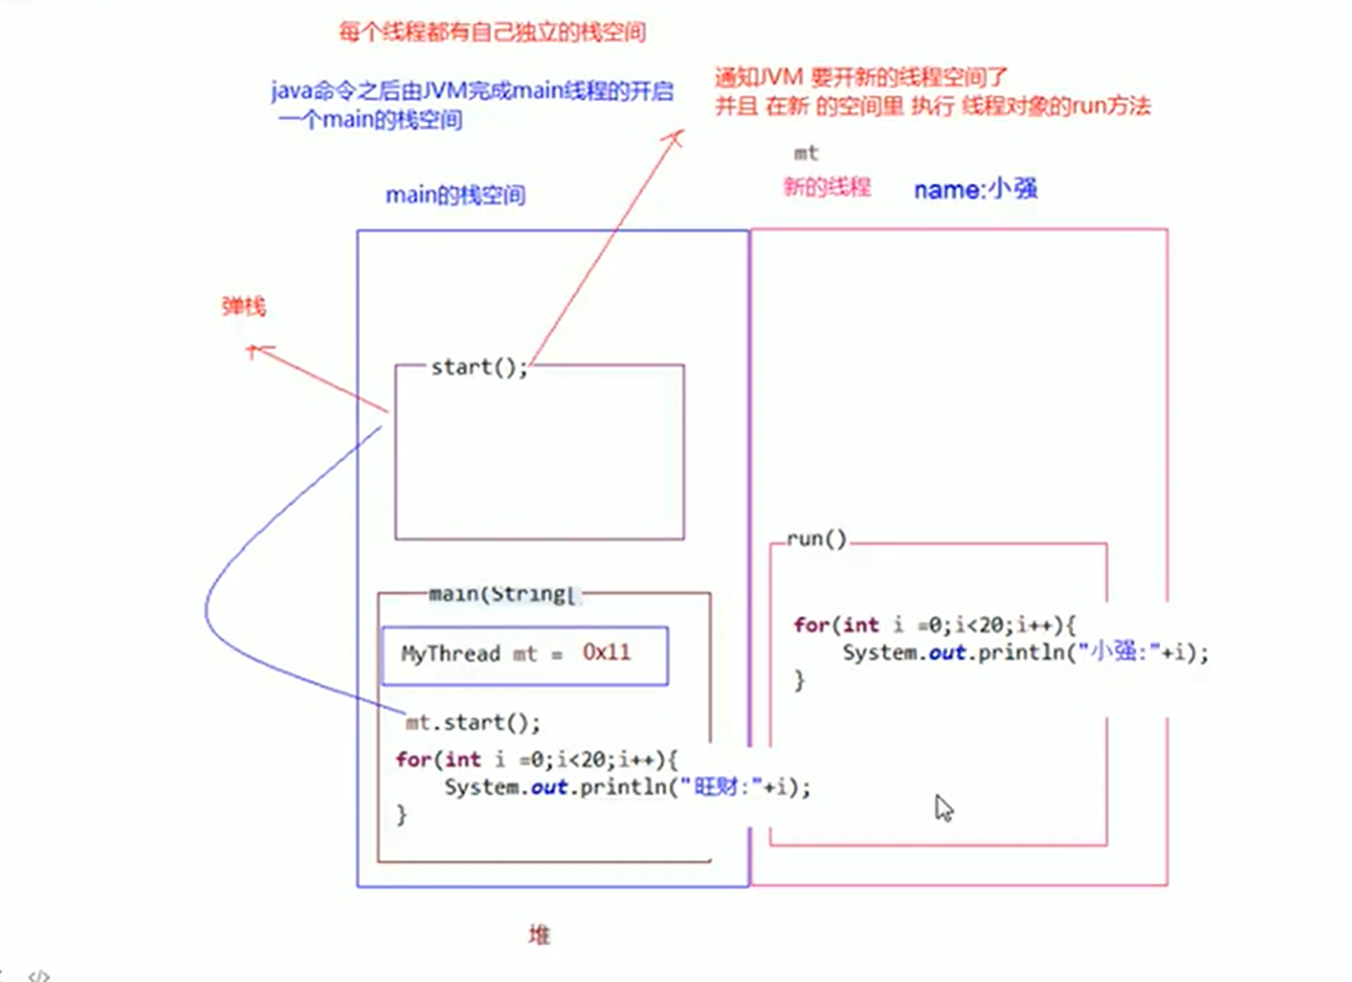 每个线程都有自己独立的栈空间
java命令之后由JVM完成main线程的开启
一个main的栈空间
通知JVM 要开新的线程空间了
并且 在新 的空间里 执行 线程对象的run方法
mt
新的线程 name:小强
main的栈空间
弹栈
start();
main(String[
MyThread mt = 0x11
mt.start();
for(int i =0;i<20;i++){
System.out.println("旺财:"+i);
}
run()
for(int i =0;i<20;i++){
System.out.println("小强:"+i);
}
堆